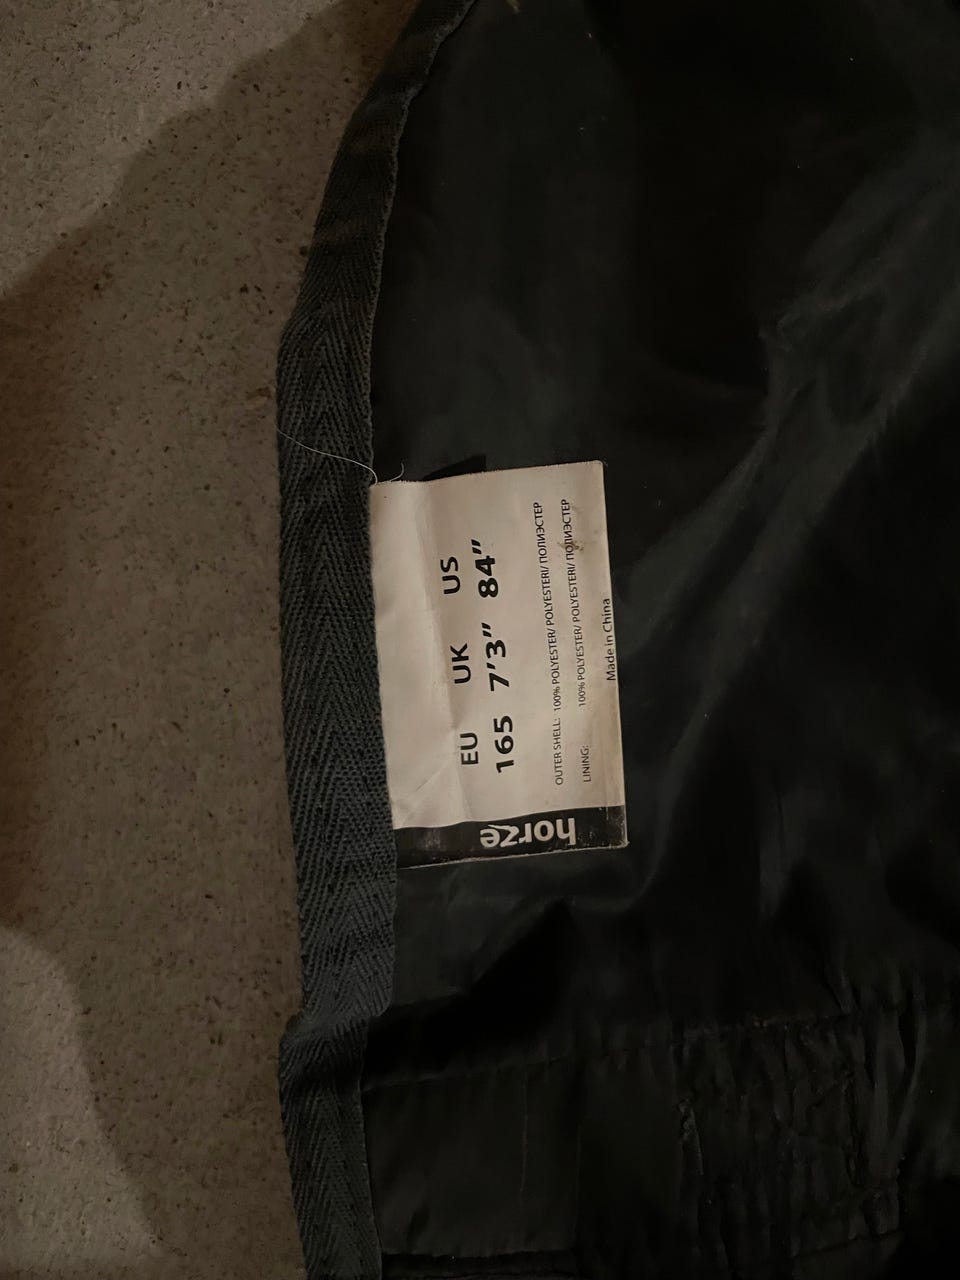 horze
EU UK US
165 7'3" 84"
OUTER SHELL: 100% POLYESTER/ POLYESTERI/ ПОЛИЭСТЕР
LINING: 100% POLYESTER/ POLYESTERI/ ПОЛИЭСТЕР
Made in China